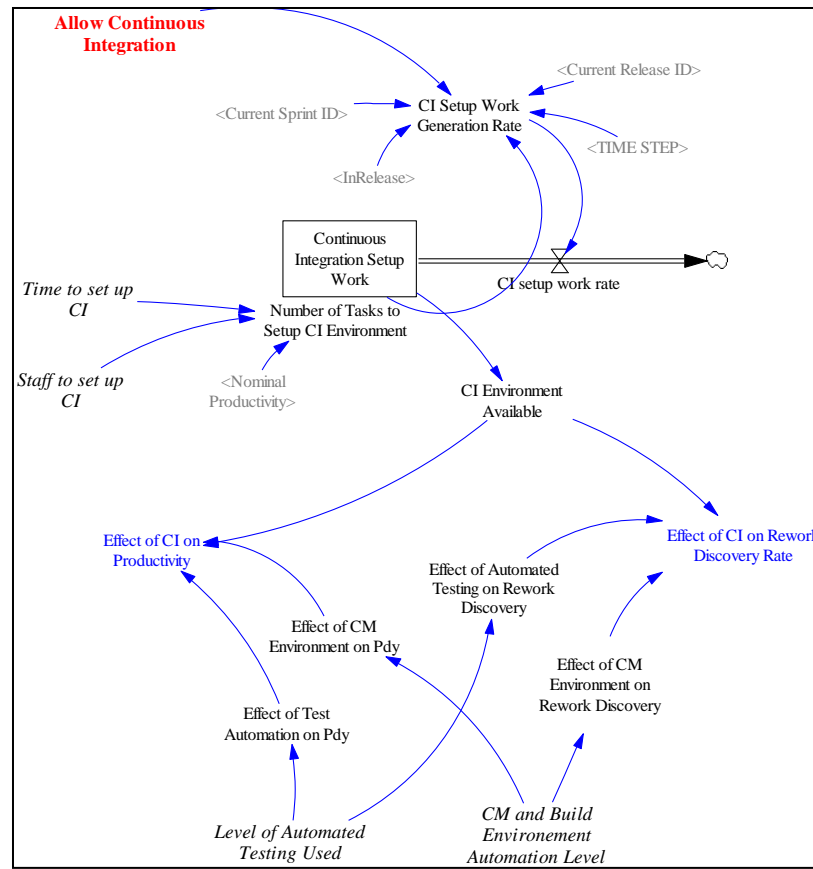 Allow Continuous
Integration
<Current Release ID>
CI Setup Work
Generation Rate
<Current Sprint ID>
<TIME STEP>
<InRelease>
Continuous
Integration Setup
Work
CI setup work rate
Time to set up
CI
Number of Tasks to
Setup CI Environment
Staff to set up
CI
<Nominal
Productivity>
CI Environment
Available
Effect of CI on
Productivity
Effect of CI on Rework
Discovery Rate
Effect of Automated
Testing on Rework
Discovery
Effect of CM
Environment on Pdy
Effect of CM
Environment on
Rework Discovery
Effect of Test
Automation on Pdy
Level of Automated
Testing Used
CM and Build
Environement
Automation Level